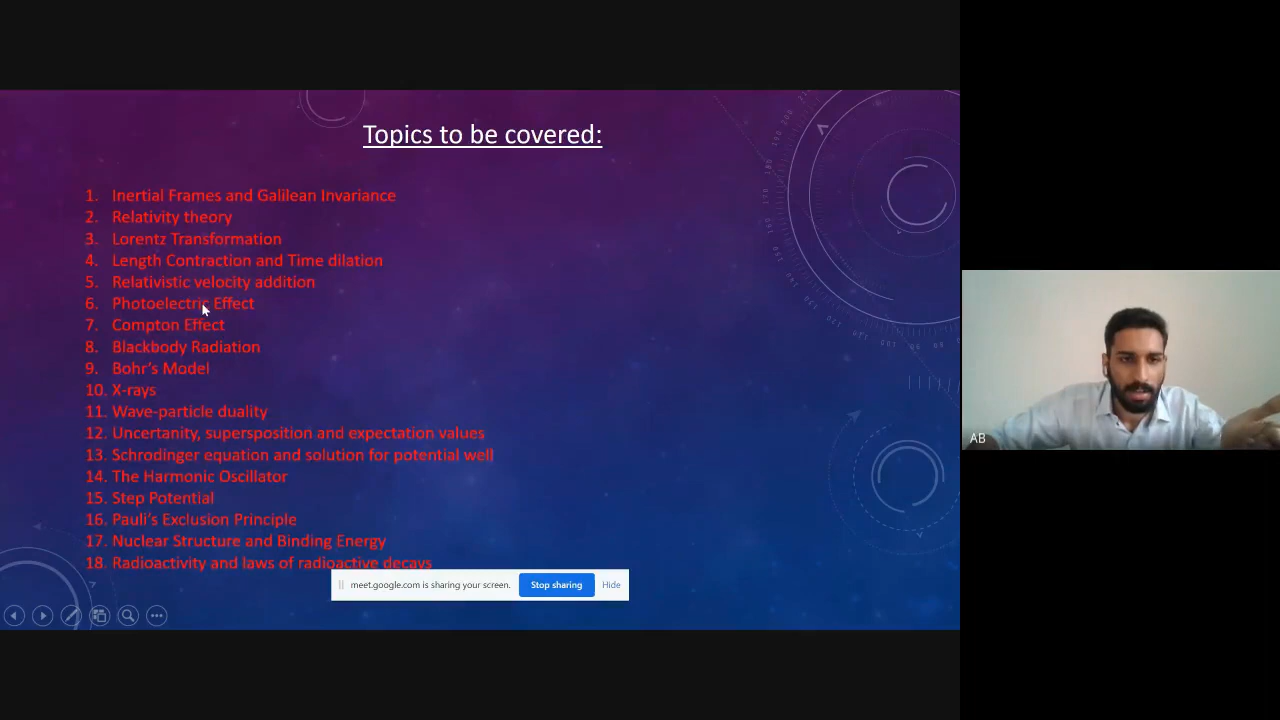 Topics to be covered:
1. Inertial Frames and Galilean Invariance
2. Relativity theory
3. Lorentz Transformation
4. Length Contraction and Time dilation
5. Relativistic velocity addition
6. Photoelectric Effect
7. Compton Effect
8. Blackbody Radiation
9. Bohr's Model
10. X-rays
11. Wave-particle duality
12. Uncertanity, supersposition and expectation values
13. Schrodinger equation and solution for potential well
14. The Harmonic Oscillator
15. Step Potential
16. Pauli's Exclusion Principle
17. Nuclear Structure and Binding Energy
18. Radioactivity and laws of radioactive decays
meet.google.com is sharing your screen. Stop sharing Hide
AB